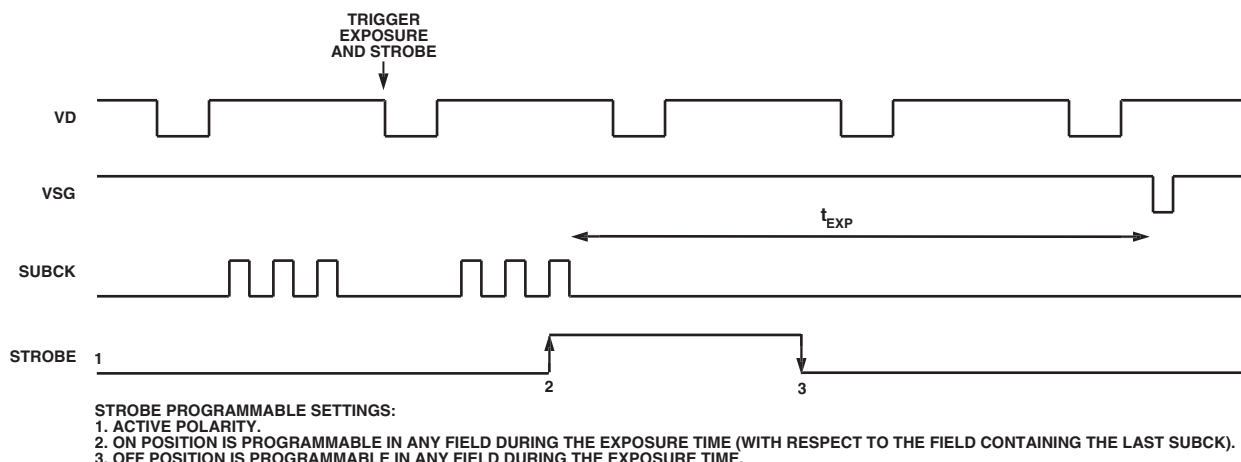 TRIGGER
EXPOSURE
AND STROBE
VD
VSG
tEXP
SUBCK
STROBE
1
2
3
STROBE PROGRAMMABLE SETTINGS:
1. ACTIVE POLARITY.
2. ON POSITION IS PROGRAMMABLE IN ANY FIELD DURING THE EXPOSURE TIME (WITH RESPECT TO THE FIELD CONTAINING THE LAST SUBCK).
3. OFF POSITION IS PROGRAMMABLE IN ANY FIELD DURING THE EXPOSURE TIME.